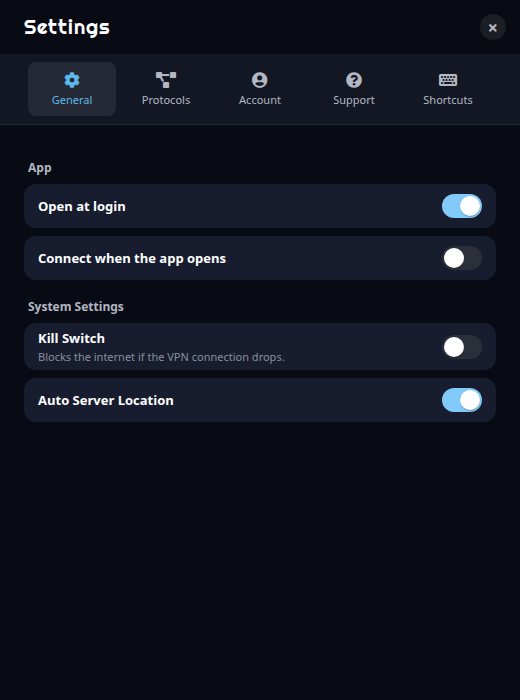 Settings
General
Protocols
Account
Support
Shortcuts
App
Open at login
Connect when the app opens
System Settings
Kill Switch
Blocks the internet if the VPN connection drops.
Auto Server Location